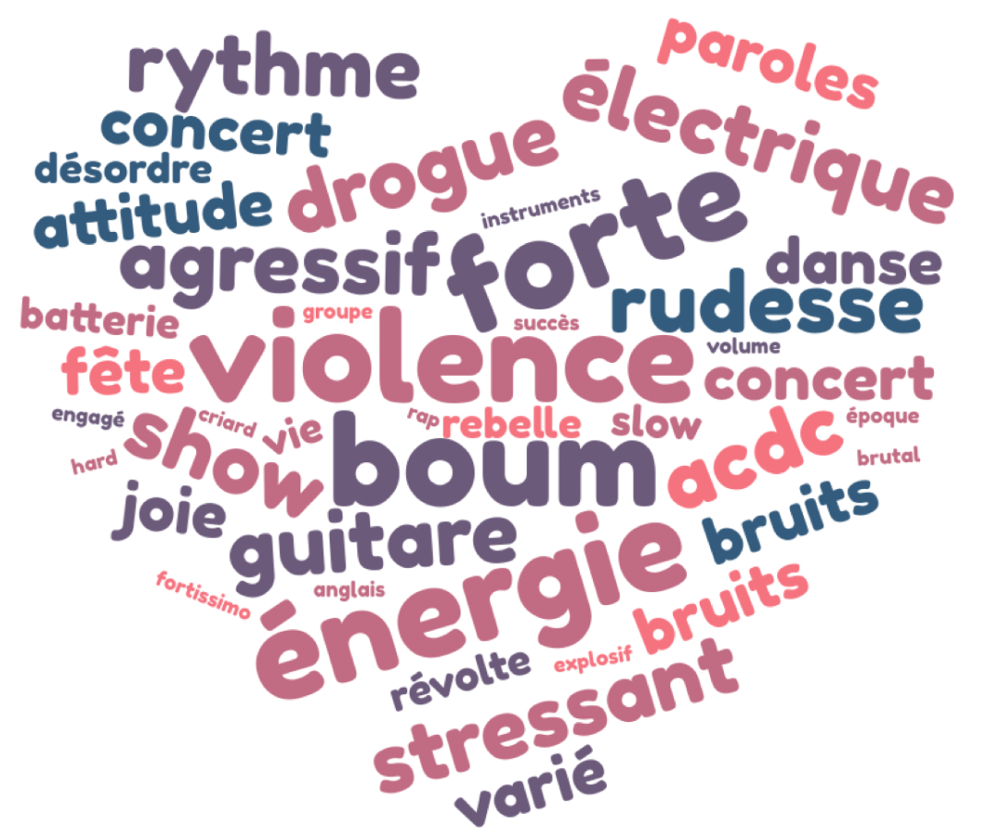 paroles
rythme
électrique
concert
drogue
désordre
attitude
instruments
forte
agressif
danse
rudesse
batterie
groupe
succès
violence
volume
fête
concert
engagé
criard
rap
rebelle
slow
acdc
époque
vie
show
hard
boum
brutal
joie
guitare
bruits
fortissimo
anglais
énergie
bruits
révolte
explosif
stressant
varié